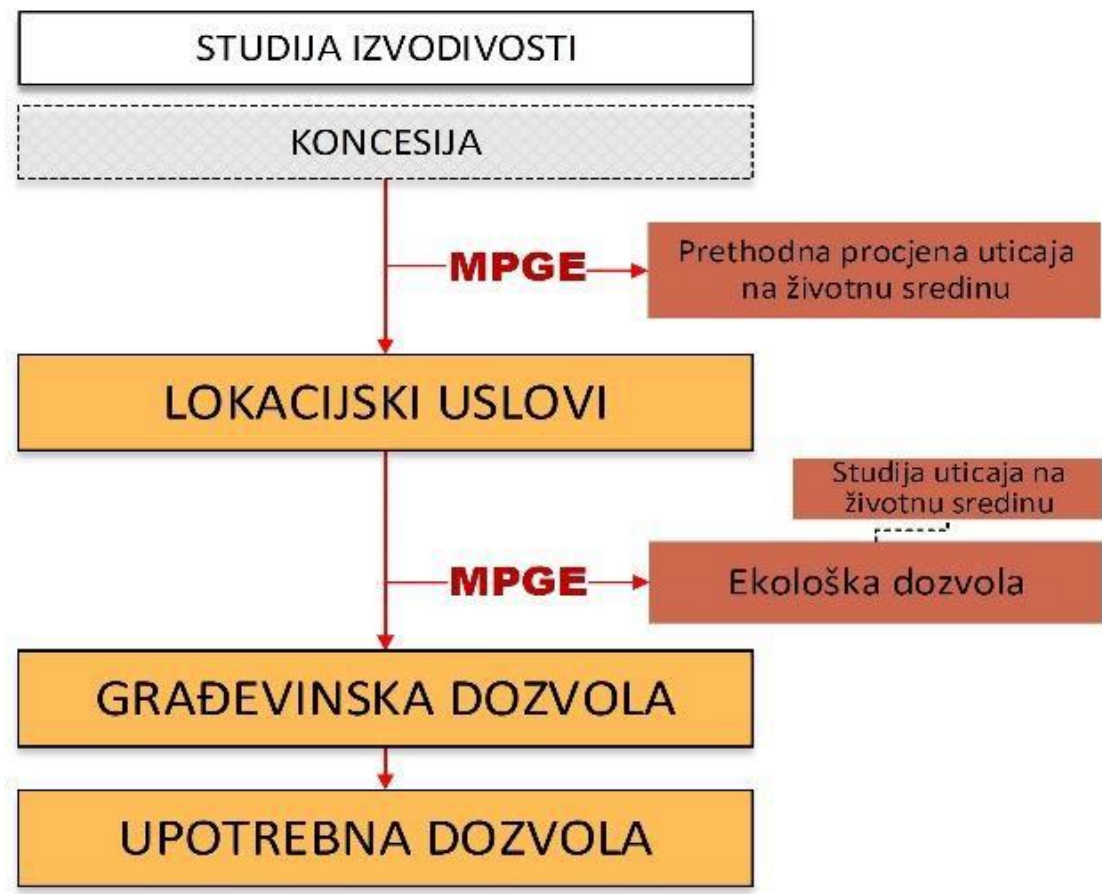 STUDIJA IZVODIVOSTI
KONCESIJA
MPGE
Prethodna procjena uticaja
na životnu sredinu
LOKACIJSKI USLOVI
Studija uticaja na
životnu sredinu
MPGE
Ekološka dozvola
GRAĐEVINSKA DOZVOLA
UPOTREBNA DOZVOLA